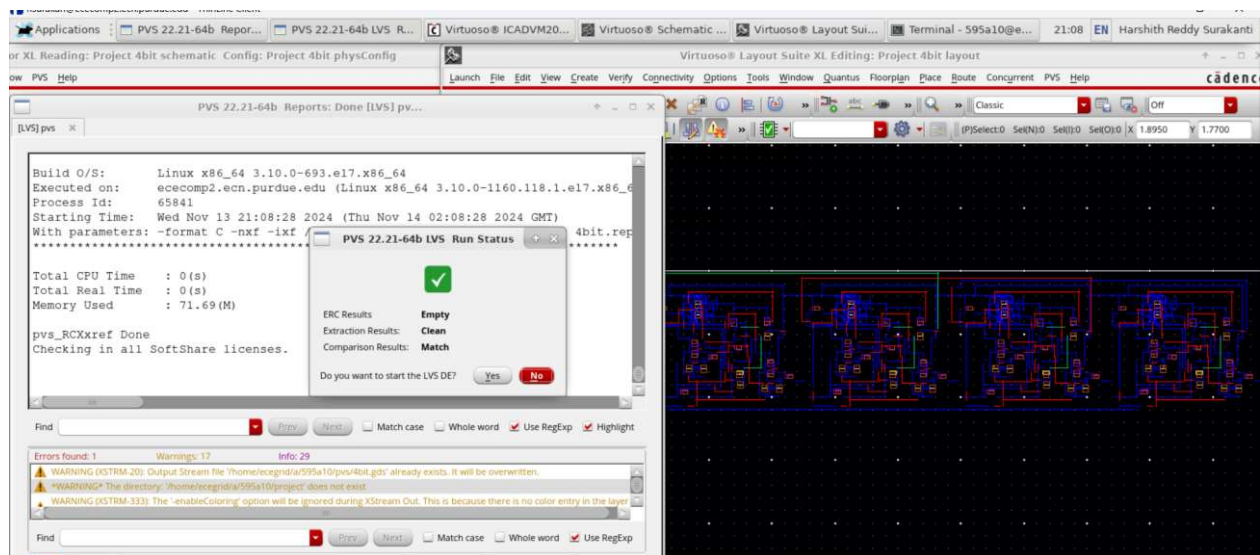 Applications PVS 22.21-64b Repor... PVS 22.21-64b LVS R... Virtuoso® ICADVM20... Virtuoso® Schematic ... Virtuoso® Layout Sui... Terminal - 595a10@e... 21:08 EN Harshith Reddy Surakanti
or XL Reading: Project 4bit schematic Config: Project 4bit physConfig
Virtuoso® Layout Suite XL Editing: Project 4bit layout
ow PVS Help
Launch File Edit View Create Verify Connectivity Options Tools Window Quantus Floorplan Place Route Concurrent PVS Help
cādenc
PVS 22.21-64b Reports: Done [LVS] pv...
» » » Classic Off
[LVS] pvs
» (P)Select:0 Sel(N):0 Sel(I):0 Sel(O):0 X 1.8950 Y 1.7700
Build O/S: Linux x86_64 3.10.0-693.el7.x86_64
Executed on: ececomp2.ecn.purdue.edu (Linux x86_64 3.10.0-1160.118.1.el7.x86_6
Process Id: 65841
Starting Time: Wed Nov 13 21:08:28 2024 (Thu Nov 14 02:08:28 2024 GMT)
With parameters: -format C -nxf -ixf / 4bit.rep
PVS 22.21-64b LVS Run Status
Total CPU Time : 0(s)
Total Real Time : 0(s)
Memory Used : 71.69(M)
pvs_RCXxref Done
Checking in all SoftShare licenses.
ERC Results Empty
Extraction Results: Clean
Comparison Results: Match
Do you want to start the LVS DE? Yes No
Find Prev Next Match case Whole word Use RegExp Highlight
Errors found: 1 Warnings: 17 Info: 29
WARNING (XSTRM-20): Output Stream file '/home/ecegrid/a/595a10/pvs/4bit.gds' already exists. It will be overwritten.
*WARNING* The directory: '/home/ecegrid/a/595a10/project' does not exist
WARNING (XSTRM-333): The '-enableColoring' option will be ignored during XStream Out. This is because there is no color entry in the layer
Find Prev Next Match case Whole word Use RegExp